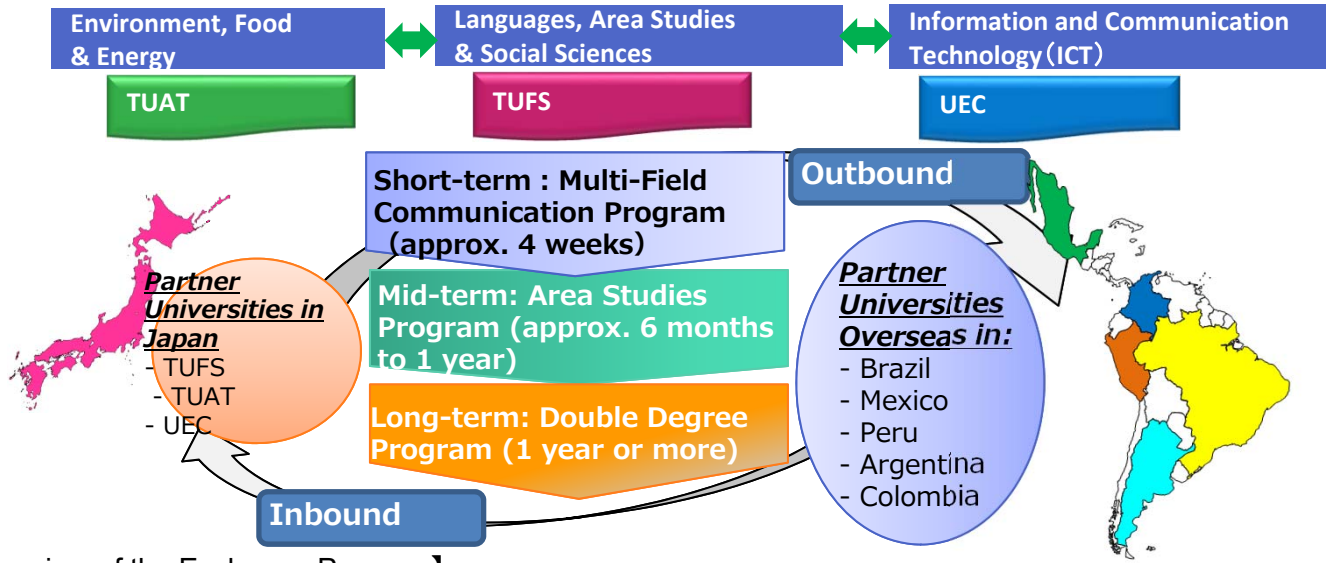 Environment, Food
& Energy
Languages, Area Studies
& Social Sciences
Information and Communication
Technology(ICT)
TUAT
TUFS
UEC
Short-term : Multi-Field
Communication Program
(approx. 4 weeks)
Outbound
Partner
Universities in
Japan
- TUFS
- TUAT
- UEC
Mid-term: Area Studies
Program (approx. 6 months
to 1 year)
Long-term: Double Degree
Program (1 year or more)
Partner
Universities
Overseas in:
- Brazil
- Mexico
- Peru
- Argentina
- Colombia
Inbound